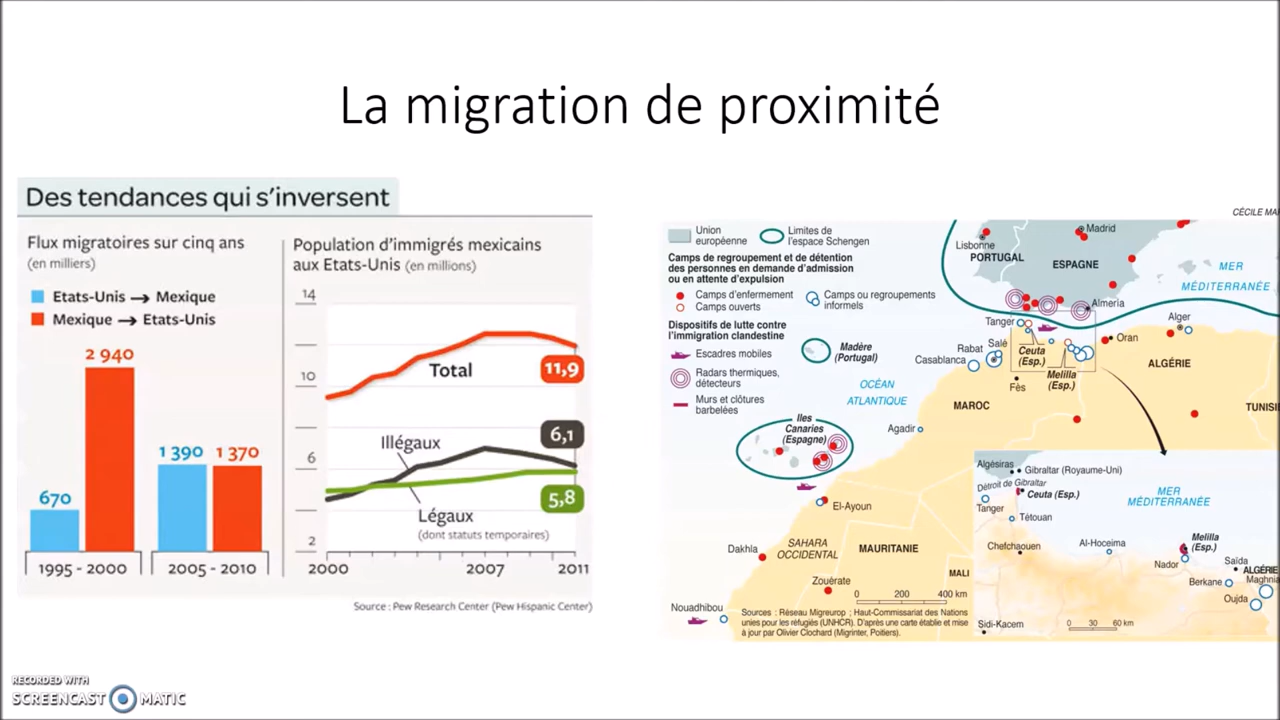 La migration de proximité
Des tendances qui s'inversent
Flux migratoires sur cinq ans
(en milliers)
Etats-Unis → Mexique
Mexique → Etats-Unis
2 940
670
1 390
1 370
1995 - 2000
2005 - 2010
Population d'immigrés mexicains
aux Etats-Unis (en millions)
14
10
6
2
Total
11,9
Illégaux
6,1
5,8
Légaux
(dont statuts temporaires)
2000
2007
2011
Source : Pew Research Center (Pew Hispanic Center)
CÉCILE MA
Union
européenne
Limites de
l'espace Schengen
Camps de regroupement et de détention
des personnes en demande d'admission
ou en attente d'expulsion
Camps d'enfermement
Camps ouverts
Camps ou regroupements
informels
Dispositifs de lutte contre
l'immigration clandestine
Escadres mobiles
Radars thermiques,
détecteurs
Murs et clôtures
barbelées
Madère
(Portugal)
OCÉAN
ATLANTIQUE
Iles
Canaries
(Espagne)
Lisbonne
PORTUGAL
Madrid
ESPAGNE
MER
MÉDITERRANÉE
Almeria
Alger
Tanger
Oran
Rabat
Salé
Casablanca
Ceuta
(Esp.)
Melilla
(Esp.)
Fès
ALGÉRIE
MAROC
TUNISI
Agadir
El-Ayoun
Dakhla
SAHARA
OCCIDENTAL
MAURITANIE
MALI
Zouérate
0 200 400 km
Nouadhibou
Sources : Réseau Migreurop ; Haut-Commissariat des Nations
unies pour les réfugiés (UNHCR). D'après une carte établie et mise
à jour par Olivier Clochard (Migrinter, Poitiers).
Algésiras
Gibraltar (Royaume-Uni)
Détroit de Gibraltar
Ceuta (Esp.)
Tanger
Tétouan
MER
MÉDITERRANÉE
Chefchaouen
Al-Hoceima
Melilla
(Esp.)
Nador
Saïda
ALGÉRIE
Berkane
Maghnia
Oujda
Sidi-Kacem
0 30 60 km
RECORDED WITH
SCREENCAST MATIC